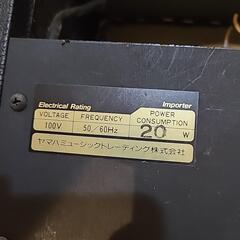 Electrical Rating Importer
VOLTAGE FREQUENCY POWER CONSUMPTION
100V 50/60Hz 20 W
ヤマハミュージックトレーディング株式会社